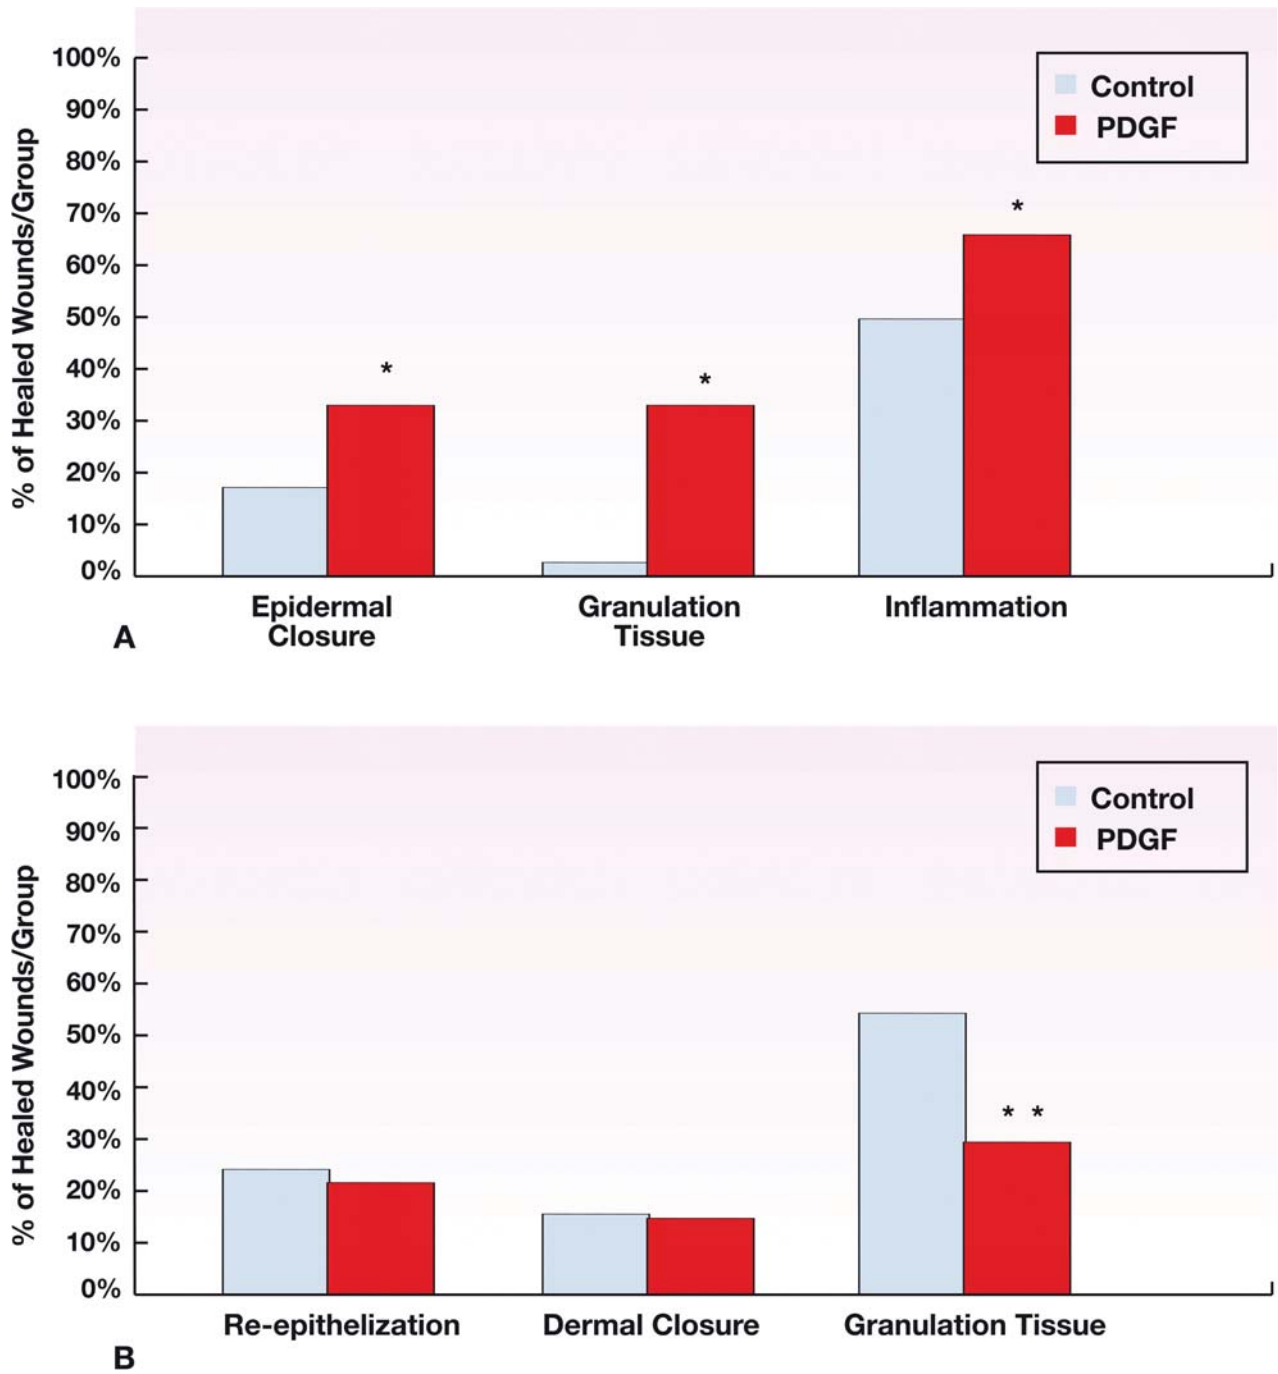 % of Healed Wounds/Group
100%
90%
80%
70%
60%
50%
40%
30%
20%
10%
0%
Control
PDGF
*
*
*
Epidermal
Closure
Granulation
Tissue
Inflammation
A
% of Healed Wounds/Group
100%
90%
80%
70%
60%
50%
40%
30%
20%
10%
0%
Control
PDGF
* *
Re-epithelization
Dermal Closure
Granulation Tissue
B